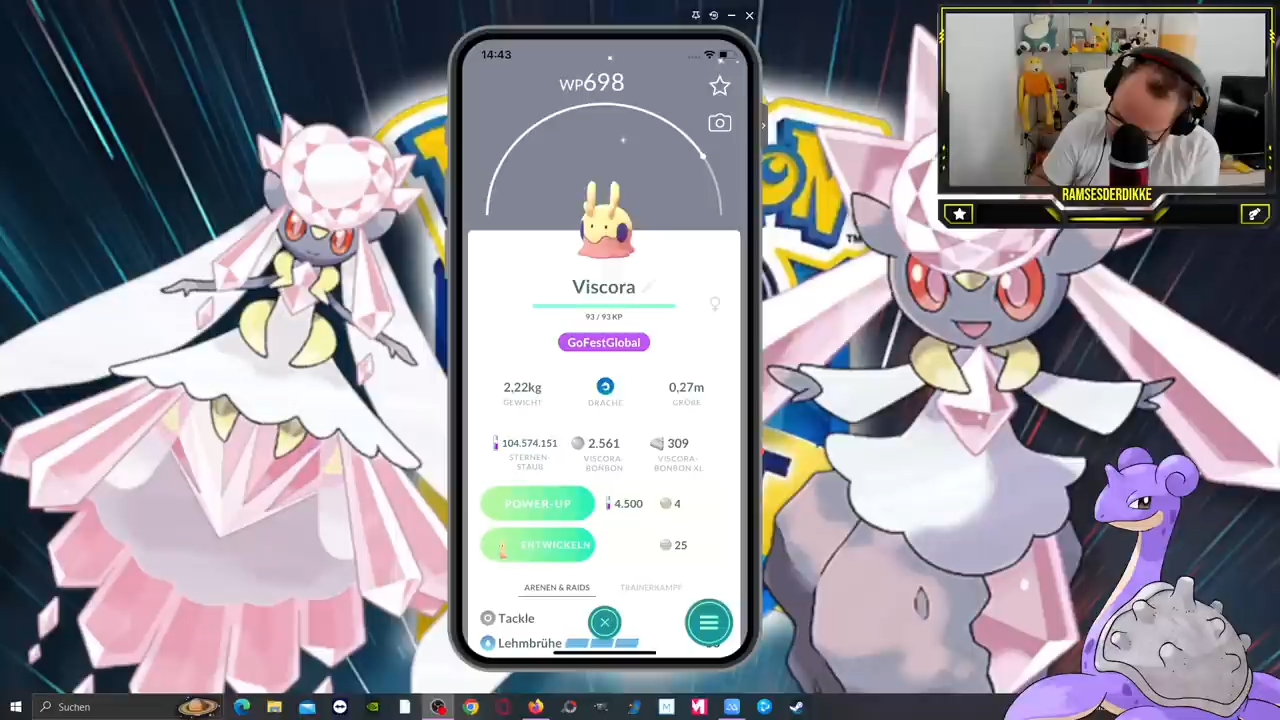 14:43
WP698
RAMSESDERDIKKE
Viscora
93 / 93 KP
GoFestGlobal
2,22kg
GEWICHT
DRACHE
0,27m
GRÖßE
104.574.151
STERNEN-
STAUB
2.561
VISCORA-
BONBON
309
VISCORA-
BONBON XL
POWER-UP
4.500
4
ENTWICKELN
25
ARENEN & RAIDS
TRAINERKAMPF
Tackle
Lehmbrühe
Suchen